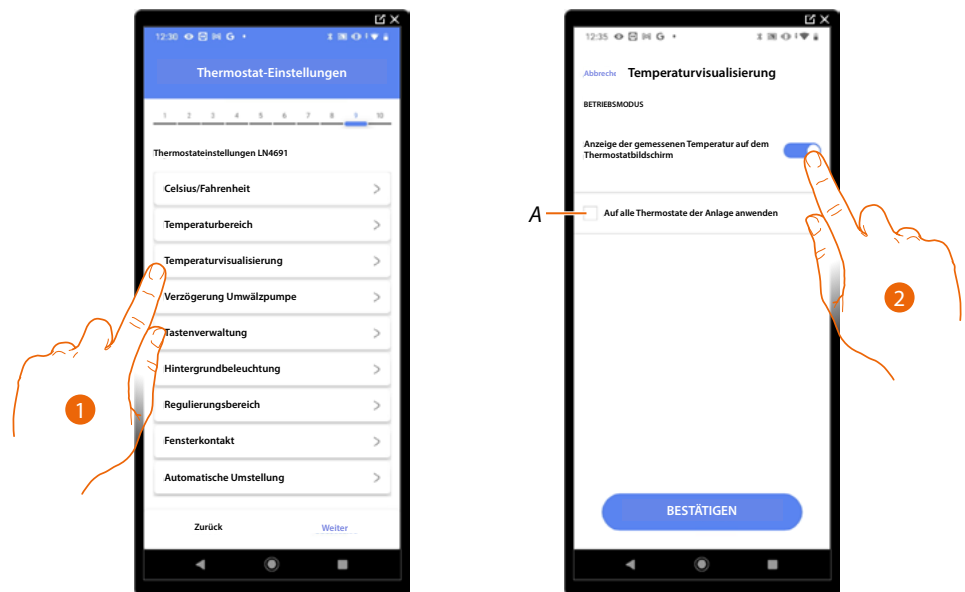 12:30 G
Thermostat-Einstellungen
1 2 3 4 5 6 7 8 9 10
Thermostateinstellungen LN4691
Celsius/Fahrenheit
Temperaturbereich
Temperaturvisualisierung
Verzögerung Umwälzpumpe
Tastenverwaltung
Hintergrundbeleuchtung
Regulierungsbereich
Fensterkontakt
Automatische Umstellung
Zurück Weiter
1
12:35 G
Abbreche Temperaturvisualisierung
BETRIEBSMODUS
Anzeige der gemessenen Temperatur auf dem
Thermostatbildschirm
A
Auf alle Thermostate der Anlage anwenden
2
BESTÄTIGEN